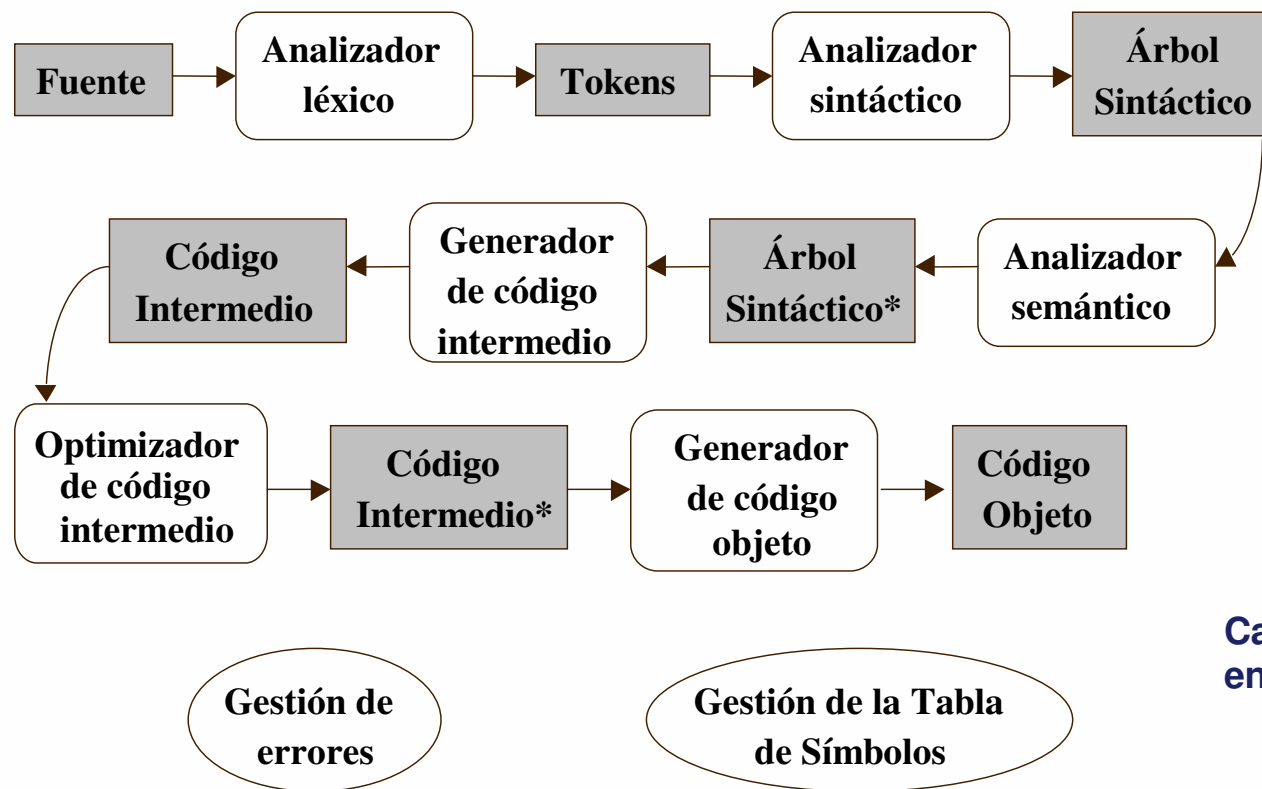 Fuente
Analizador
léxico
Tokens
Analizador
sintáctico
Árbol
Sintáctico
Código
Intermedio
Generador
de código
intermedio
Árbol
Sintáctico*
Analizador
semántico
Optimizador
de código
intermedio
Código
Intermedio*
Generador
de código
objeto
Código
Objeto
Gestión de
errores
Gestión de la Tabla
de Símbolos